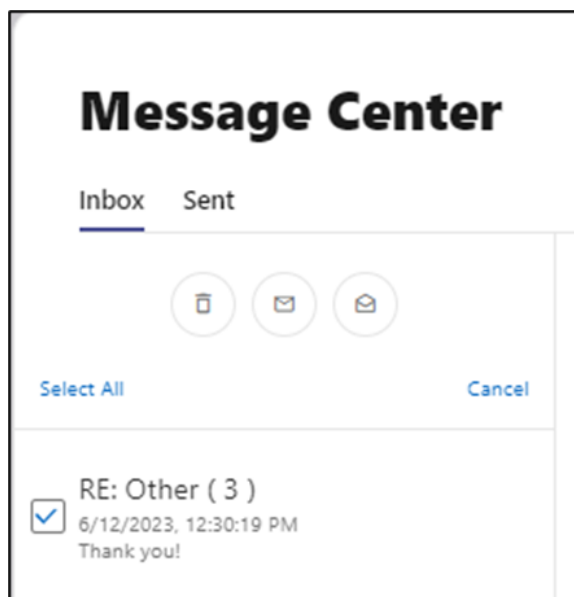 Message Center
Inbox Sent
Select All Cancel
RE: Other ( 3 )
6/12/2023, 12:30:19 PM
Thank you!